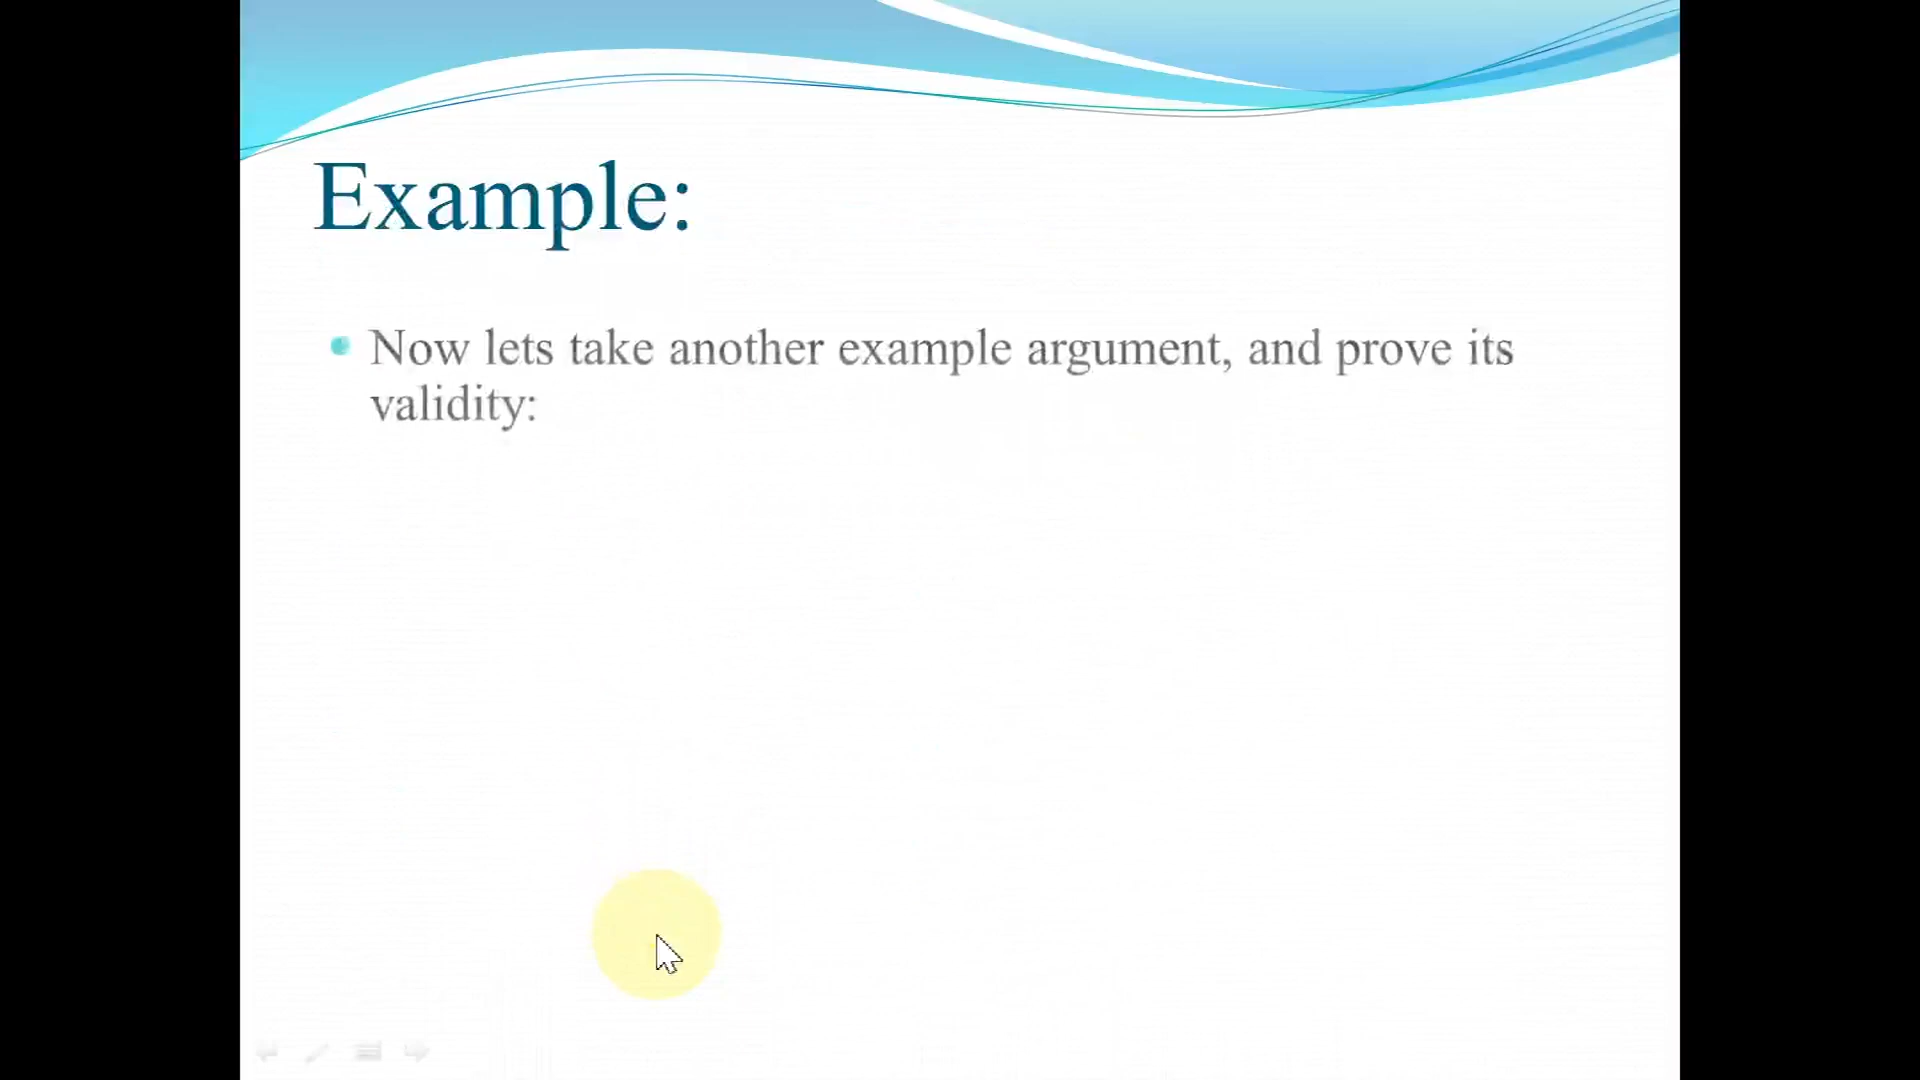 Example:
Now lets take another example argument, and prove its
validity: